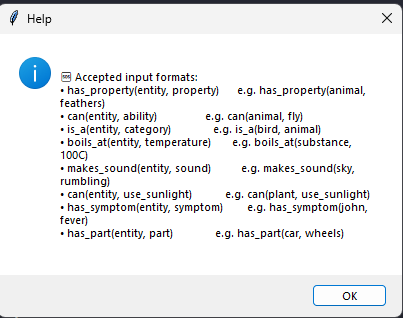 Help
🆘 Accepted input formats:
• has_property(entity, property) e.g. has_property(animal,
feathers)
• can(entity, ability) e.g. can(animal, fly)
• is_a(entity, category) e.g. is_a(bird, animal)
• boils_at(entity, temperature) e.g. boils_at(substance,
100C)
• makes_sound(entity, sound) e.g. makes_sound(sky,
rumbling)
• can(entity, use_sunlight) e.g. can(plant, use_sunlight)
• has_symptom(entity, symptom) e.g. has_symptom(john,
fever)
• has_part(entity, part) e.g. has_part(car, wheels)
OK